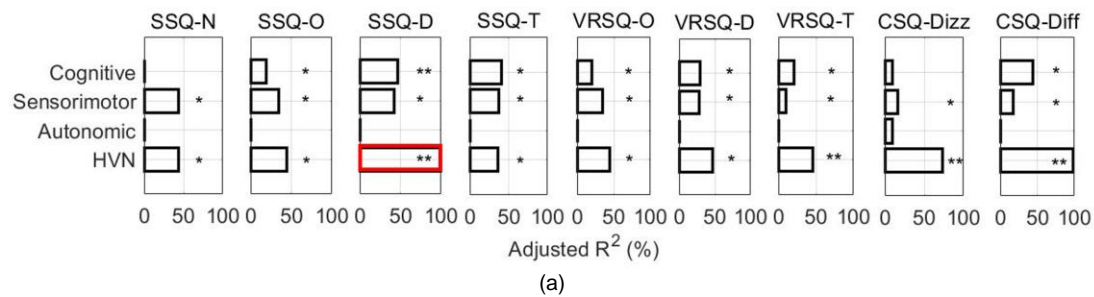 SSQ-N SSQ-O SSQ-D SSQ-T VRSQ-O VRSQ-D VRSQ-T CSQ-Dizz CSQ-Diff
Cognitive * ** * * * * *
Sensorimotor * * * * * * * * *
Autonomic
HVN * * ** * * * ** ** **
0 50 100 0 50 100 0 50 100 0 50 100 0 50 100 0 50 100 0 50 100 0 50 100 0 50 100
Adjusted R² (%)
(a)